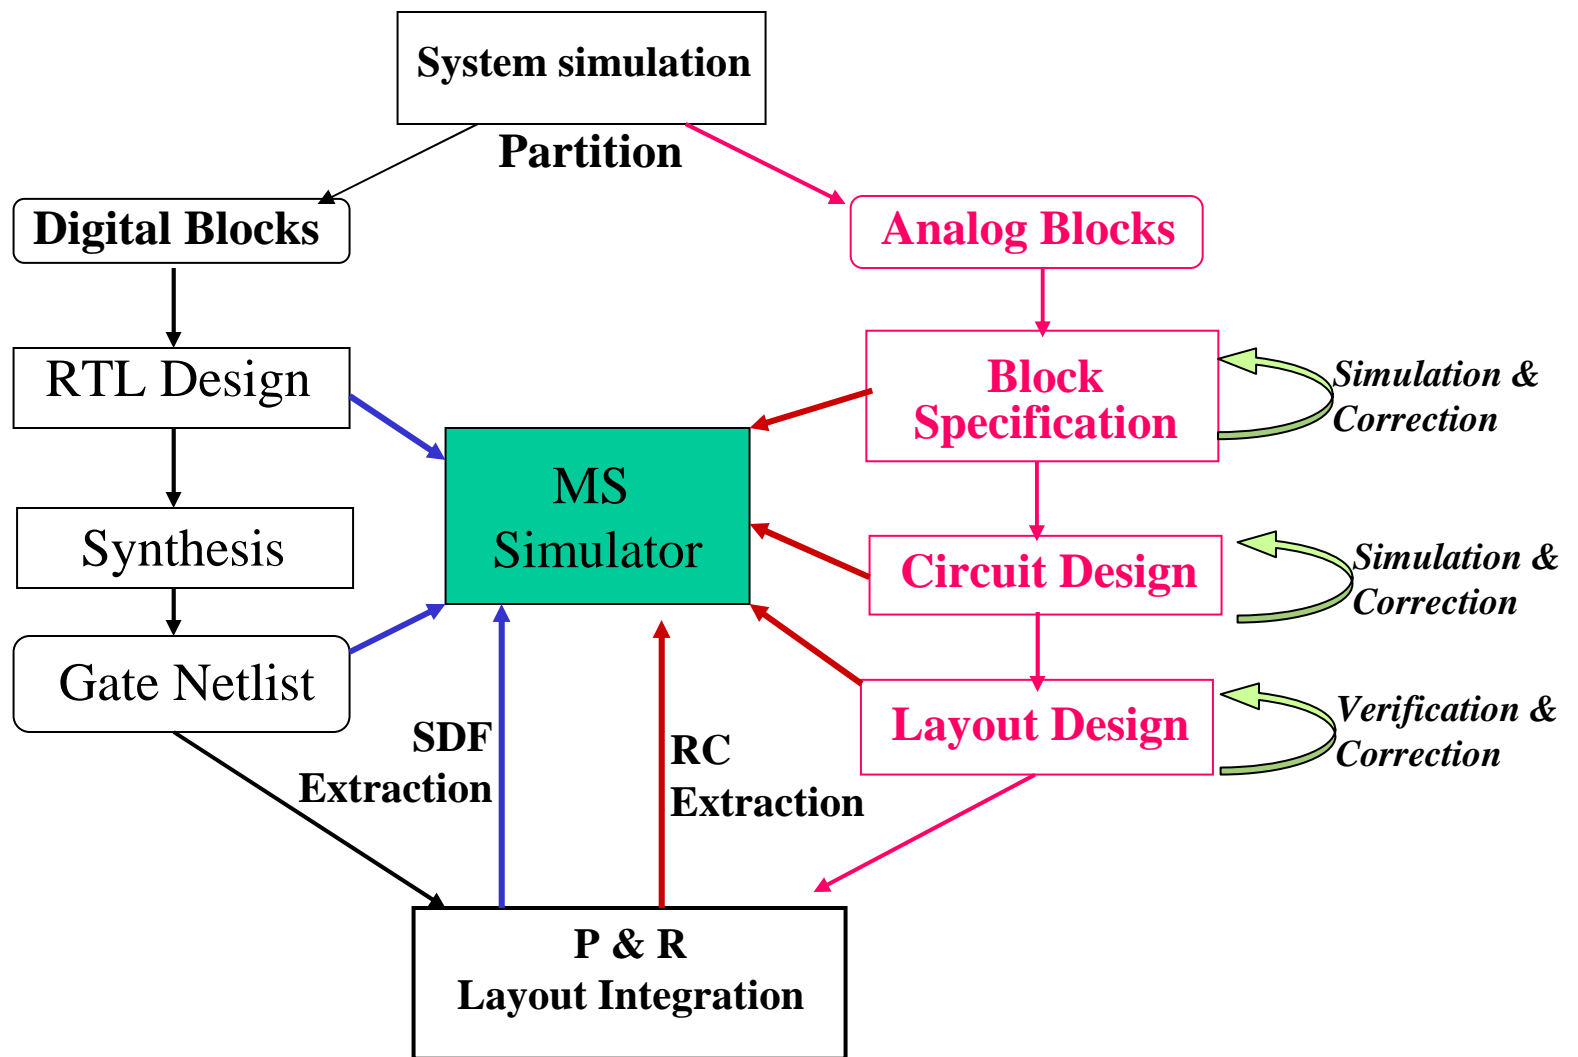 System simulation
Partition
Digital Blocks
Analog Blocks
RTL Design
Block
Specification
Simulation &
Correction
MS
Simulator
Synthesis
Circuit Design
Simulation &
Correction
Gate Netlist
Layout Design
Verification &
Correction
SDF
Extraction
RC
Extraction
P & R
Layout Integration